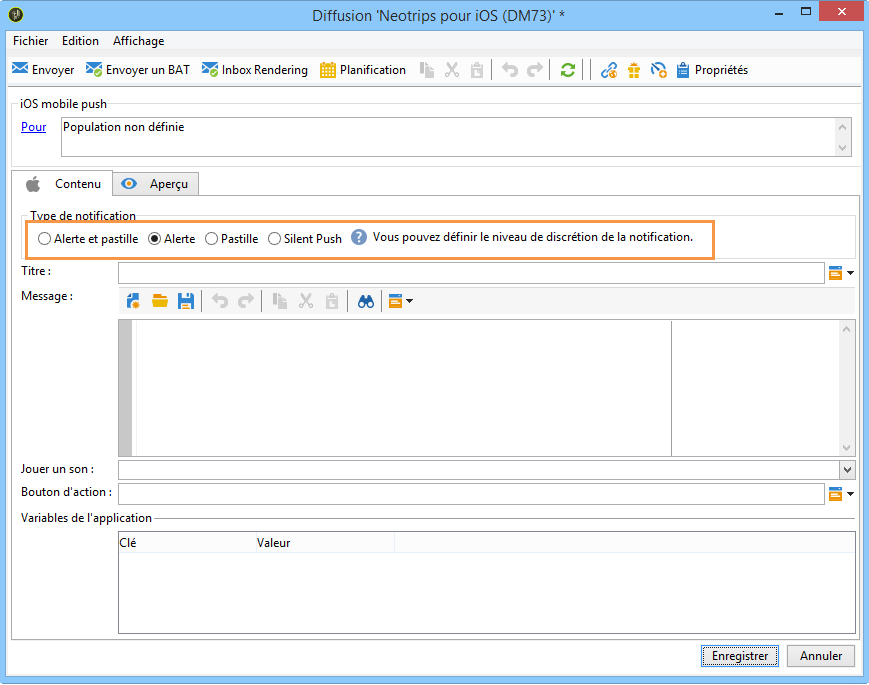 Diffusion 'Neotrips pour iOS (DM73)' *
Fichier Edition Affichage
Envoyer Envoyer un BAT Inbox Rendering Planification Propriétés
iOS mobile push
Pour Population non définie
Contenu Aperçu
Type de notification
Alerte et pastille Alerte Pastille Silent Push ? Vous pouvez définir le niveau de discrétion de la notification.
Titre :
Message :
Jouer un son :
Bouton d'action :
Variables de l'application
Clé Valeur
Enregistrer Annuler